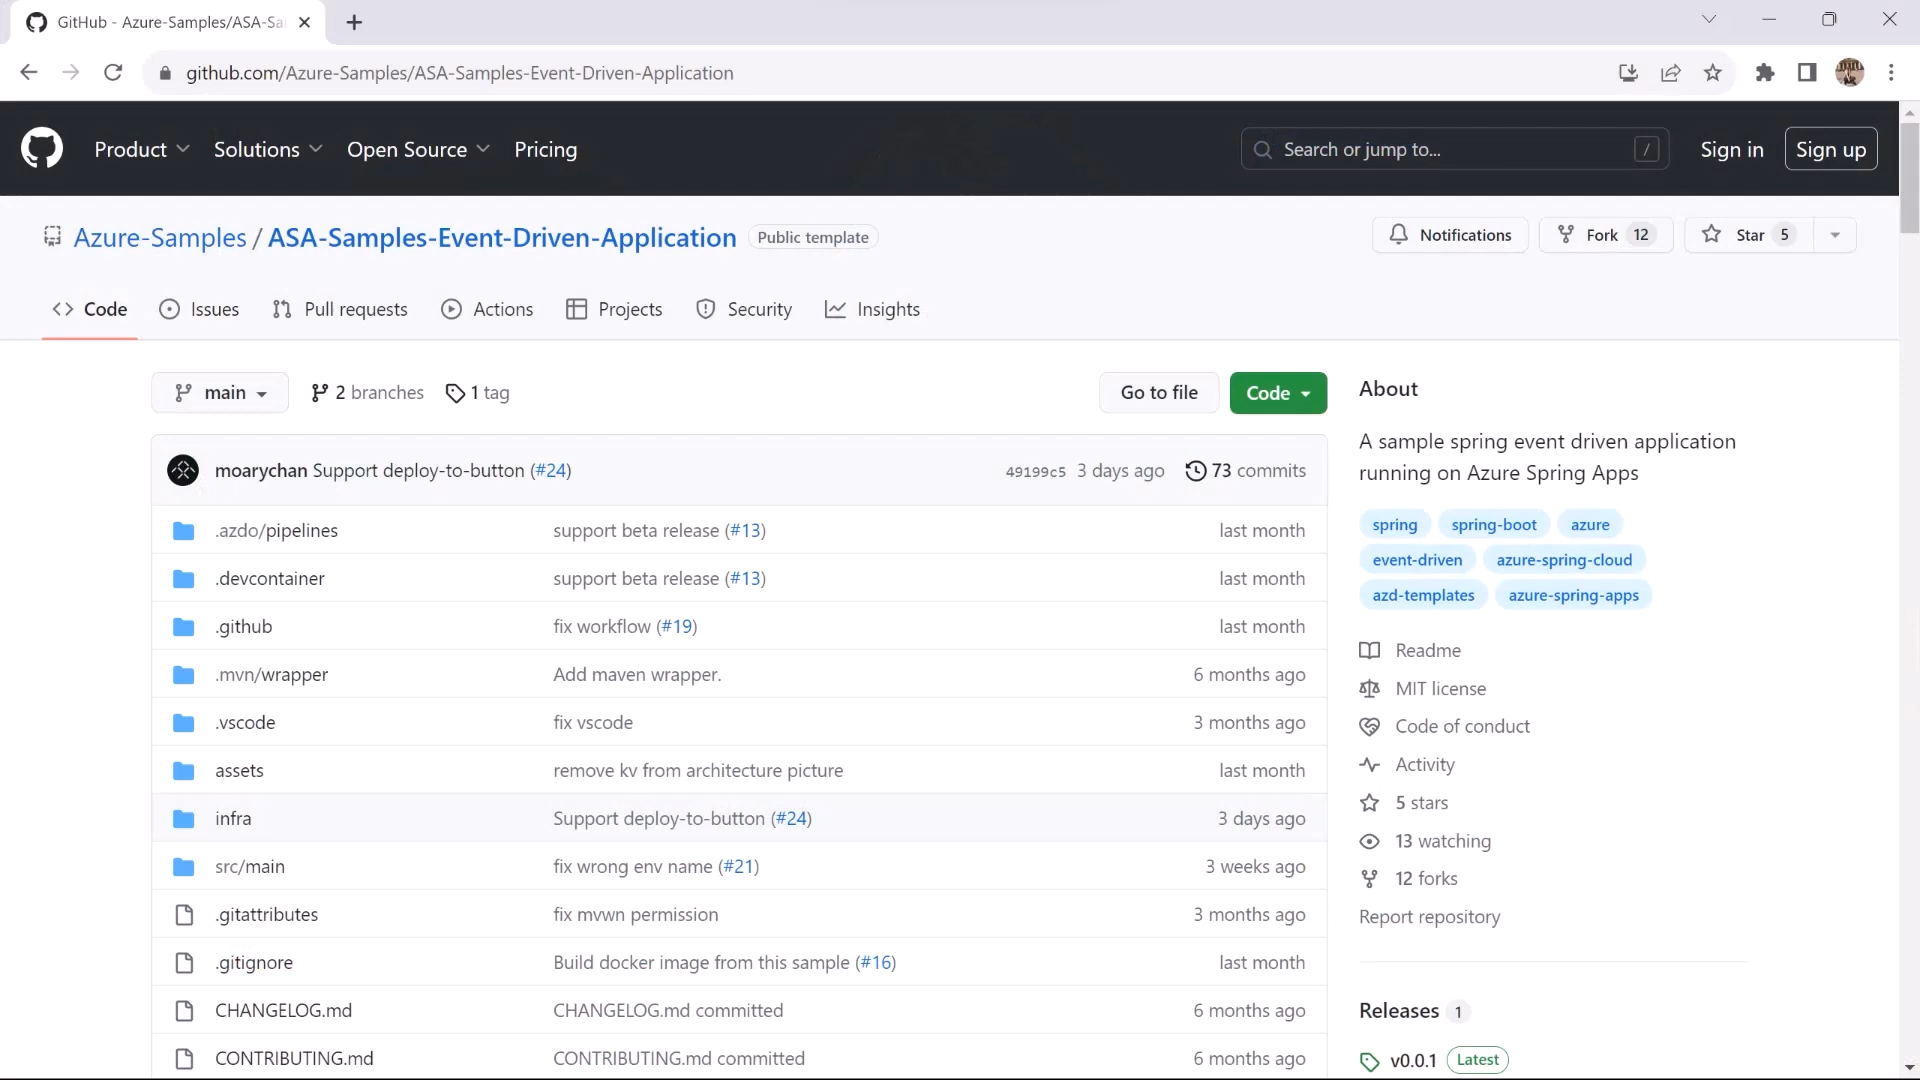 GitHub - Azure-Samples/ASA-Sa
github.com/Azure-Samples/ASA-Samples-Event-Driven-Application
Product Solutions Open Source Pricing Search or jump to... / Sign in Sign up
Azure-Samples / ASA-Samples-Event-Driven-Application Public template Notifications Fork 12 Star 5
Code Issues Pull requests Actions Projects Security Insights
main 2 branches 1 tag Go to file Code
moarychan Support deploy-to-button (#24) 49199c5 3 days ago 73 commits
.azdo/pipelines support beta release (#13) last month
.devcontainer support beta release (#13) last month
.github fix workflow (#19) last month
.mvn/wrapper Add maven wrapper. 6 months ago
.vscode fix vscode 3 months ago
assets remove kv from architecture picture last month
infra Support deploy-to-button (#24) 3 days ago
src/main fix wrong env name (#21) 3 weeks ago
.gitattributes fix mvwn permission 3 months ago
.gitignore Build docker image from this sample (#16) last month
CHANGELOG.md CHANGELOG.md committed 6 months ago
CONTRIBUTING.md CONTRIBUTING.md committed 6 months ago
About
A sample spring event driven application
running on Azure Spring Apps
spring spring-boot azure
event-driven azure-spring-cloud
azd-templates azure-spring-apps
Readme
MIT license
Code of conduct
Activity
5 stars
13 watching
12 forks
Report repository
Releases 1
v0.0.1 Latest